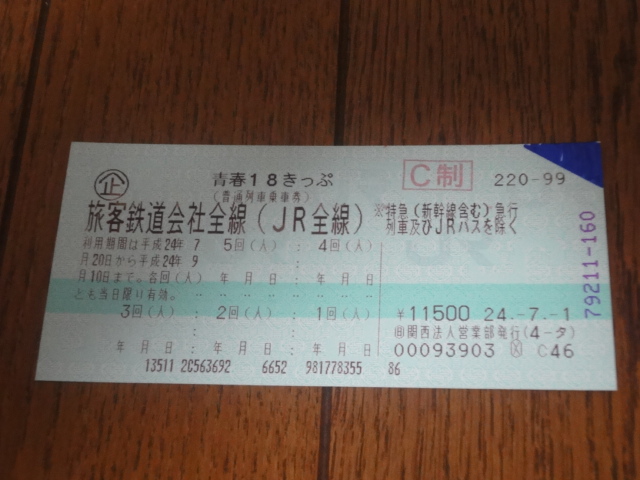 企 青春18きっぷ C制 220-99
(普通列車乗車券)
旅客鉄道会社全線(JR全線) ※特急(新幹線含む)急行
列車及びJRバスを除く
利用期間は平成24年 7 5回(人) : 4回(人)
月20日から平成24年 9 :
月10日まで。各回(人) 年 月 日: 年 月 日
とも当日限り有効。
3回(人) : 2回(人) : 1回(人)
年 月 日: 年 月 日: 年 月 日
¥11500 24.-7.-1
関西法人営業部発行(4-タ)
00093903 C46
13511 2C563692 6652 981778355 86
79211-160